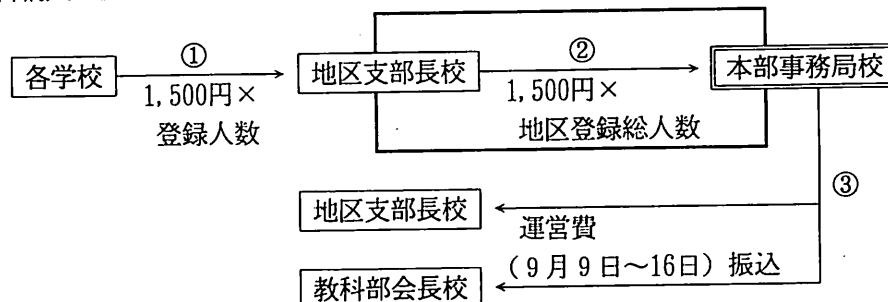 ①
②
各学校
地区支部長校
本部事務局校
1,500円×
登録人数
1,500円×
地区登録総人数
③
地区支部長校
運営費
(9月9日～16日)振込
教科部会長校